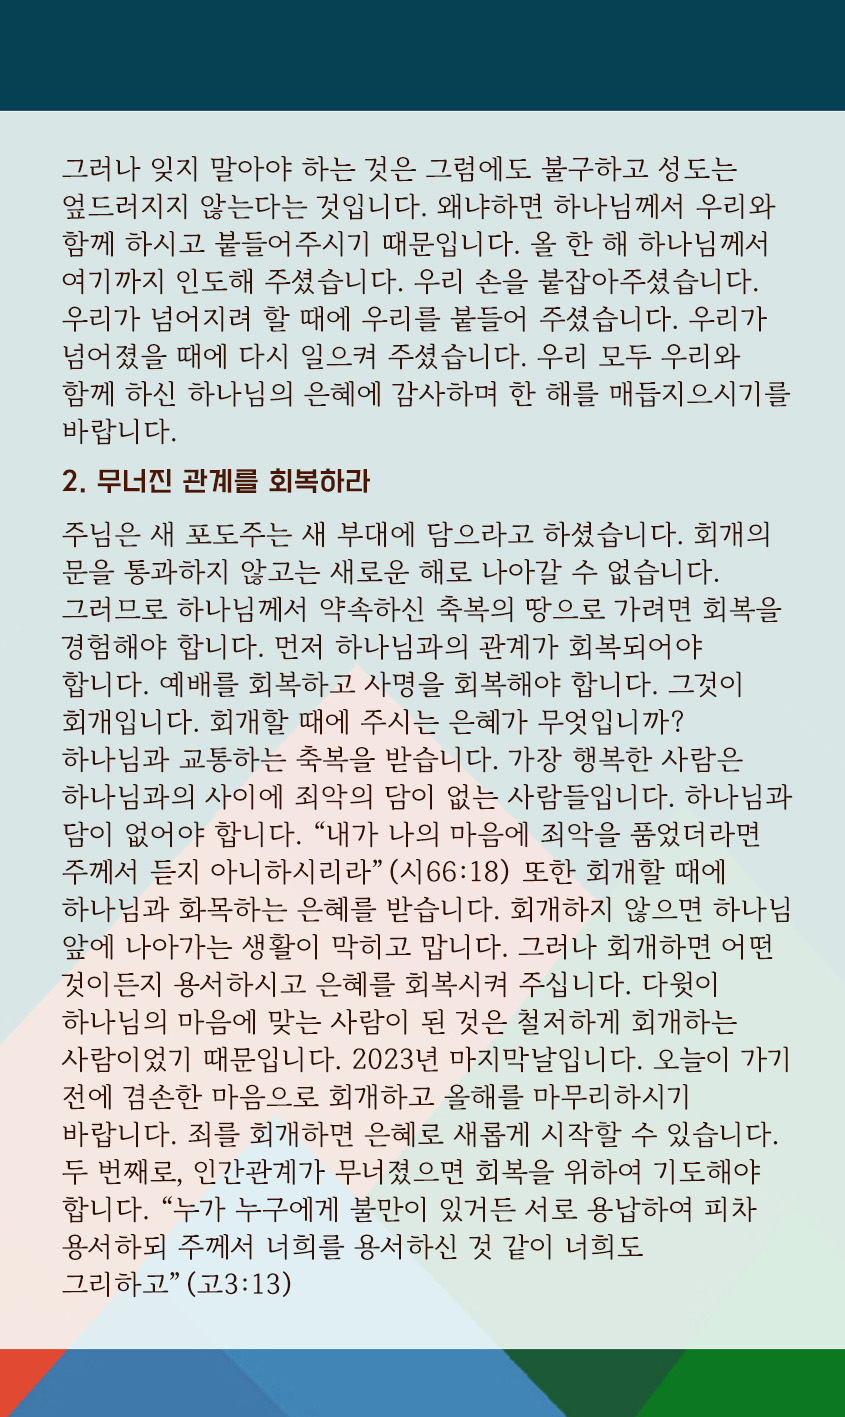 그러나 잊지 말아야 하는 것은 그럼에도 불구하고 성도는
엎드러지지 않는다는 것입니다. 왜냐하면 하나님께서 우리와
함께 하시고 붙들어주시기 때문입니다. 올 한 해 하나님께서
여기까지 인도해 주셨습니다. 우리 손을 붙잡아주셨습니다.
우리가 넘어지려 할 때에 우리를 붙들어 주셨습니다. 우리가
넘어졌을 때에 다시 일으켜 주셨습니다. 우리 모두 우리와
함께 하신 하나님의 은혜에 감사하며 한 해를 매듭지으시기를
바랍니다.
2. 무너진 관계를 회복하라
주님은 새 포도주는 새 부대에 담으라고 하셨습니다. 회개의
문을 통과하지 않고는 새로운 해로 나아갈 수 없습니다.
그러므로 하나님께서 약속하신 축복의 땅으로 가려면 회복을
경험해야 합니다. 먼저 하나님과의 관계가 회복되어야
합니다. 예배를 회복하고 사명을 회복해야 합니다. 그것이
회개입니다. 회개할 때에 주시는 은혜가 무엇입니까?
하나님과 교통하는 축복을 받습니다. 가장 행복한 사람은
하나님과의 사이에 죄악의 담이 없는 사람들입니다. 하나님과
담이 없어야 합니다. “내가 나의 마음에 죄악을 품었더라면
주께서 듣지 아니하시리라”(시66:18) 또한 회개할 때에
하나님과 화목하는 은혜를 받습니다. 회개하지 않으면 하나님
앞에 나아가는 생활이 막히고 맙니다. 그러나 회개하면 어떤
것이든지 용서하시고 은혜를 회복시켜 주십니다. 다윗이
하나님의 마음에 맞는 사람이 된 것은 철저하게 회개하는
사람이었기 때문입니다. 2023년 마지막날입니다. 오늘이 가기
전에 겸손한 마음으로 회개하고 올해를 마무리하시기
바랍니다. 죄를 회개하면 은혜로 새롭게 시작할 수 있습니다.
두 번째로, 인간관계가 무너졌으면 회복을 위하여 기도해야
합니다. “누가 누구에게 불만이 있거든 서로 용납하여 피차
용서하되 주께서 너희를 용서하신 것 같이 너희도
그리하고”(고3:13)